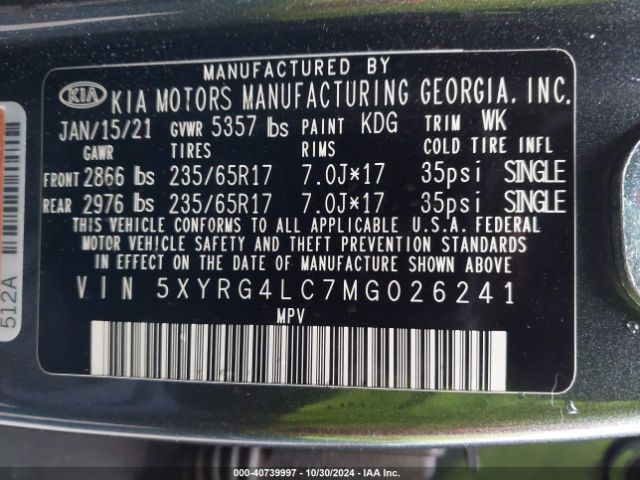 MANUFACTURED BY
KIA KIA MOTORS MANUFACTURING GEORGIA, INC.
JAN/15/21 GVWR 5357 lbs PAINT KDG TRIM WK
GAWR TIRES RIMS COLD TIRE INFL
FRONT 2866 lbs 235/65R17 7.0J*17 35psi SINGLE
REAR 2976 lbs 235/65R17 7.0J*17 35psi SINGLE
THIS VEHICLE CONFORMS TO ALL APPLICABLE U.S.A. FEDERAL
MOTOR VEHICLE SAFETY AND THEFT PREVENTION STANDARDS
IN EFFECT ON THE DATE OF MANUFACTURE SHOWN ABOVE
VIN 5XYRG4LC7MG026241
MPV
512A
000-40739997 - 10/30/2024 - IAA Inc.